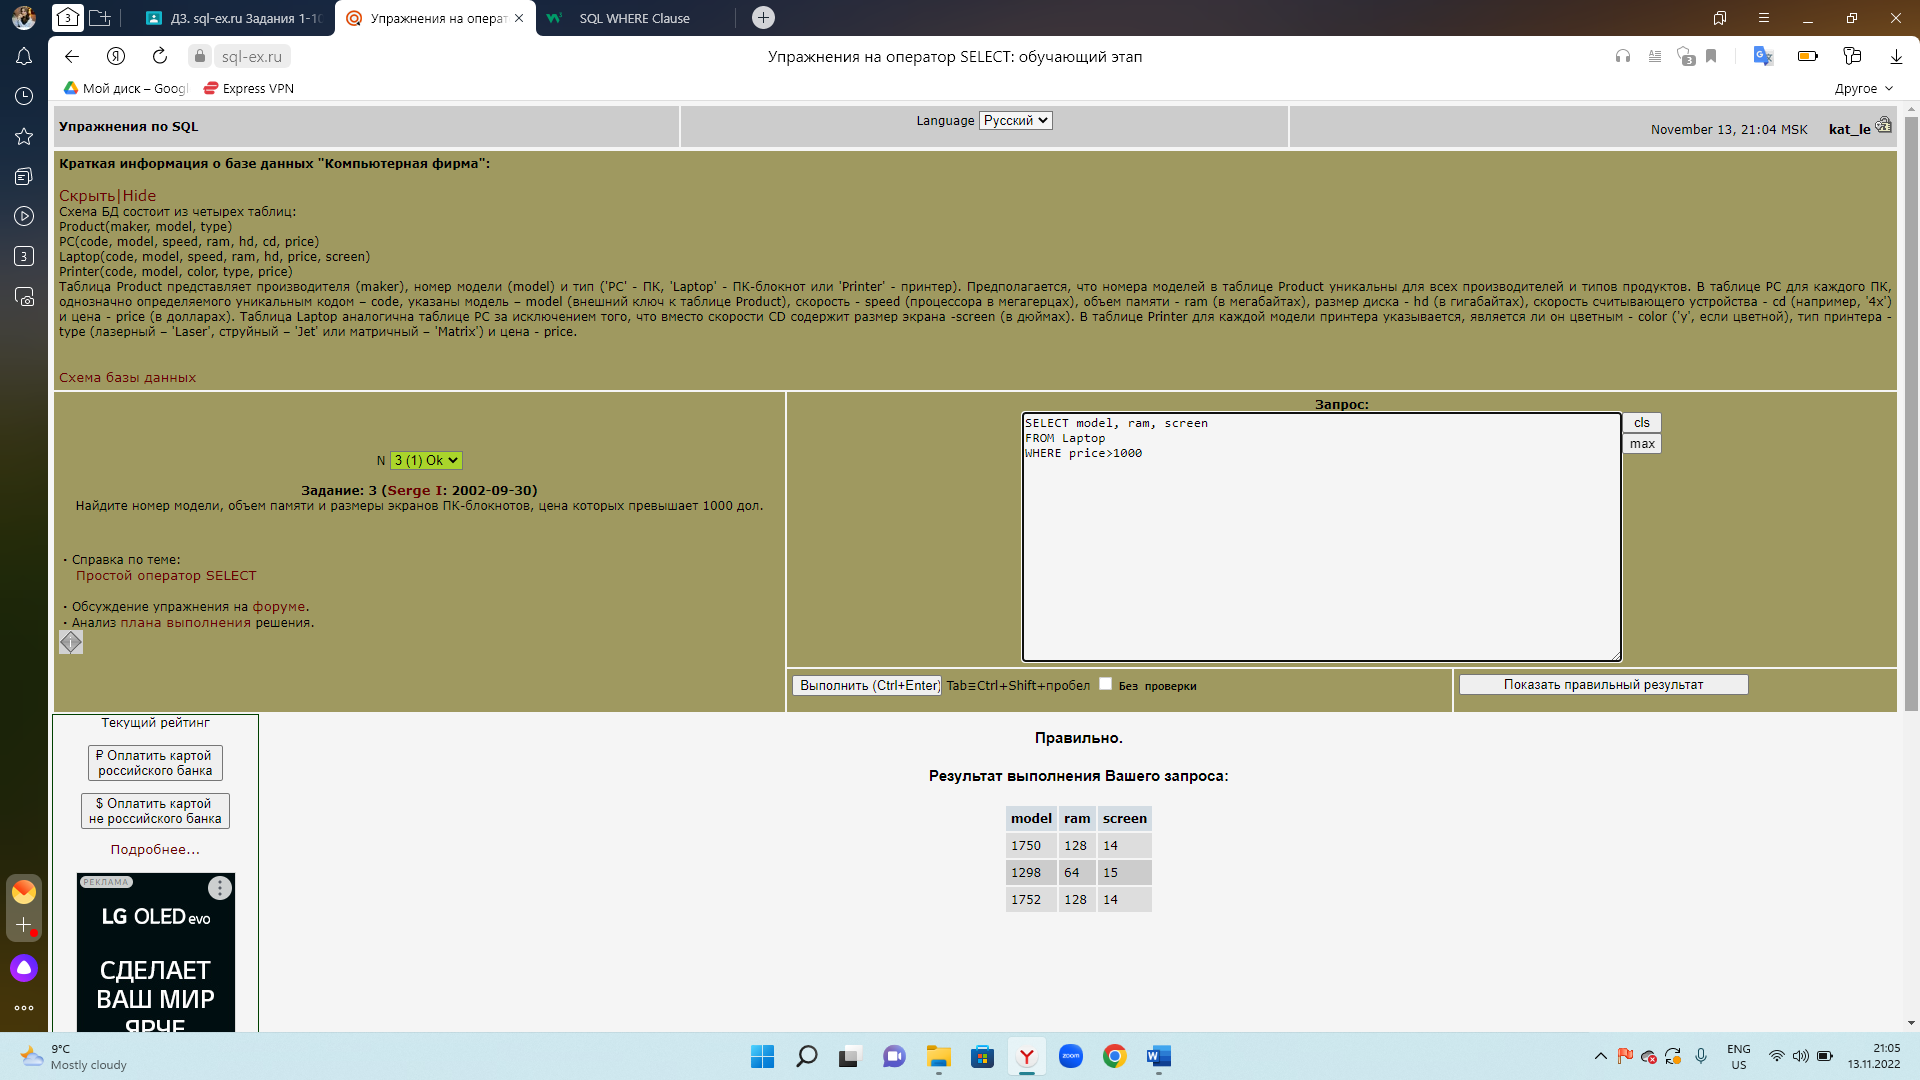 ДЗ. sql-ex.ru Задания 1-10
Упражнения на операт
SQL WHERE Clause
sql-ex.ru
Упражнения на оператор SELECT: обучающий этап
3
Мой диск – Googl
Express VPN
Другое
3
Упражнения по SQL
Language Русский
November 13, 21:04 MSK kat_le
Краткая информация о базе данных "Компьютерная фирма":
Скрыть|Hide
Схема БД состоит из четырех таблиц:
Product(maker, model, type)
PC(code, model, speed, ram, hd, cd, price)
Laptop(code, model, speed, ram, hd, price, screen)
Printer(code, model, color, type, price)
Таблица Product представляет производителя (maker), номер модели (model) и тип ('PC' - ПК, 'Laptop' - ПК-блокнот или 'Printer' - принтер). Предполагается, что номера моделей в таблице Product уникальны для всех производителей и типов продуктов. В таблице PC для каждого ПК,
однозначно определяемого уникальным кодом – code, указаны модель – model (внешний ключ к таблице Product), скорость - speed (процессора в мегагерцах), объем памяти - ram (в мегабайтах), размер диска - hd (в гигабайтах), скорость считывающего устройства - cd (например, '4x')
и цена - price (в долларах). Таблица Laptop аналогична таблице PC за исключением того, что вместо скорости CD содержит размер экрана -screen (в дюймах). В таблице Printer для каждой модели принтера указывается, является ли он цветным - color ('y', если цветной), тип принтера -
type (лазерный – 'Laser', струйный – 'Jet' или матричный – 'Matrix') и цена - price.
Схема базы данных
N 3 (1) Ok
Задание: 3 (Serge I: 2002-09-30)
Найдите номер модели, объем памяти и размеры экранов ПК-блокнотов, цена которых превышает 1000 дол.
· Справка по теме:
Простой оператор SELECT
· Обсуждение упражнения на форуме.
· Анализ плана выполнения решения.
Запрос:
SELECT model, ram, screen
FROM Laptop
WHERE price>1000
cls
max
Выполнить (Ctrl+Enter) Tab≡Ctrl+Shift+пробел Без проверки
Показать правильный результат
Текущий рейтинг
₽ Оплатить картой
российского банка
$ Оплатить картой
не российского банка
Подробнее...
РЕКЛАМА
LG OLED evo
СДЕЛАЕТ
ВАШ МИР
ЯРЧЕ
Правильно.
Результат выполнения Вашего запроса:
model ram screen
1750 128 14
1298 64 15
1752 128 14
9°C
Mostly cloudy
zoom
ENG
US
21:05
13.11.2022